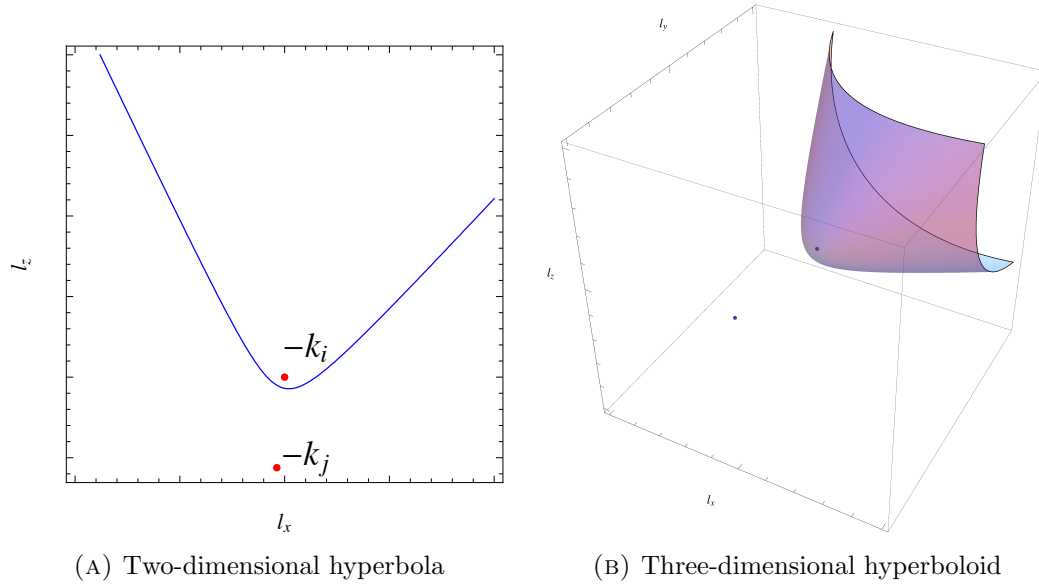 l_z
−k_i
−k_j
l_x
(A) Two-dimensional hyperbola
l_y
l_z
l_x
(B) Three-dimensional hyperboloid